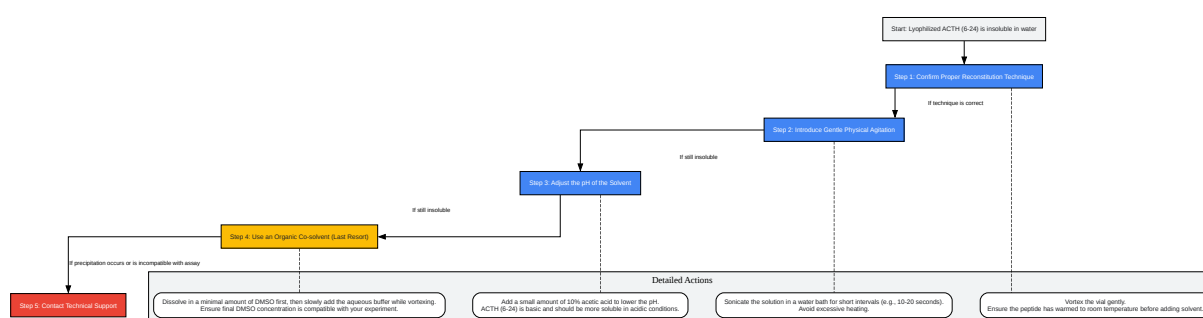 Start: Lyophilized ACTH (6-24) is insoluble in water
Step 1: Confirm Proper Reconstitution Technique
If technique is correct
Step 2: Introduce Gentle Physical Agitation
If still insoluble
Step 3: Adjust the pH of the Solvent
If still insoluble
Step 4: Use an Organic Co-solvent (Last Resort)
If precipitation occurs or is incompatible with assay
Step 5: Contact Technical Support
Detailed Actions
Dissolve in a minimal amount of DMSO first, then slowly add the aqueous buffer while vortexing.
Ensure final DMSO concentration is compatible with your experiment.
Add a small amount of 10% acetic acid to lower the pH.
ACTH (6-24) is basic and should be more soluble in acidic conditions.
Sonicate the solution in a water bath for short intervals (e.g., 10-20 seconds).
Avoid excessive heating.
Vortex the vial gently.
Ensure the peptide has warmed to room temperature before adding solvent.